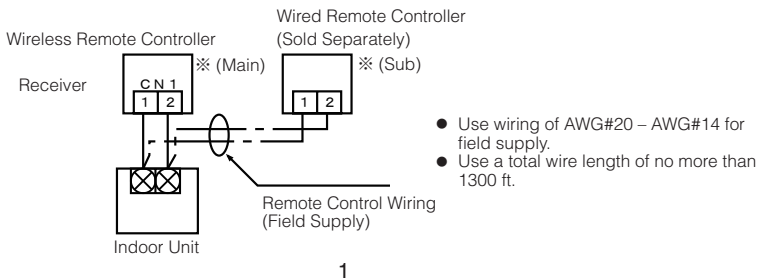 Wired Remote Controller
(Sold Separately)
※ (Sub)
Wireless Remote Controller
※ (Main)
Receiver
CN1
1 2
1 2
● Use wiring of AWG#20 – AWG#14 for
field supply.
● Use a total wire length of no more than
1300 ft.
Remote Control Wiring
(Field Supply)
Indoor Unit
1